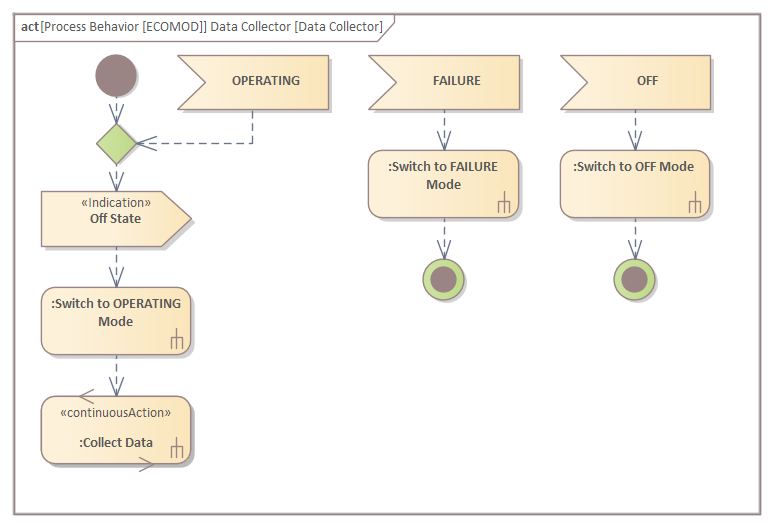 act[Process Behavior [ECOMOD]] Data Collector [Data Collector]
OPERATING
FAILURE
OFF
:Switch to FAILURE
Mode
:Switch to OFF Mode
«Indication»
Off State
:Switch to OPERATING
Mode
«continuousAction»
:Collect Data